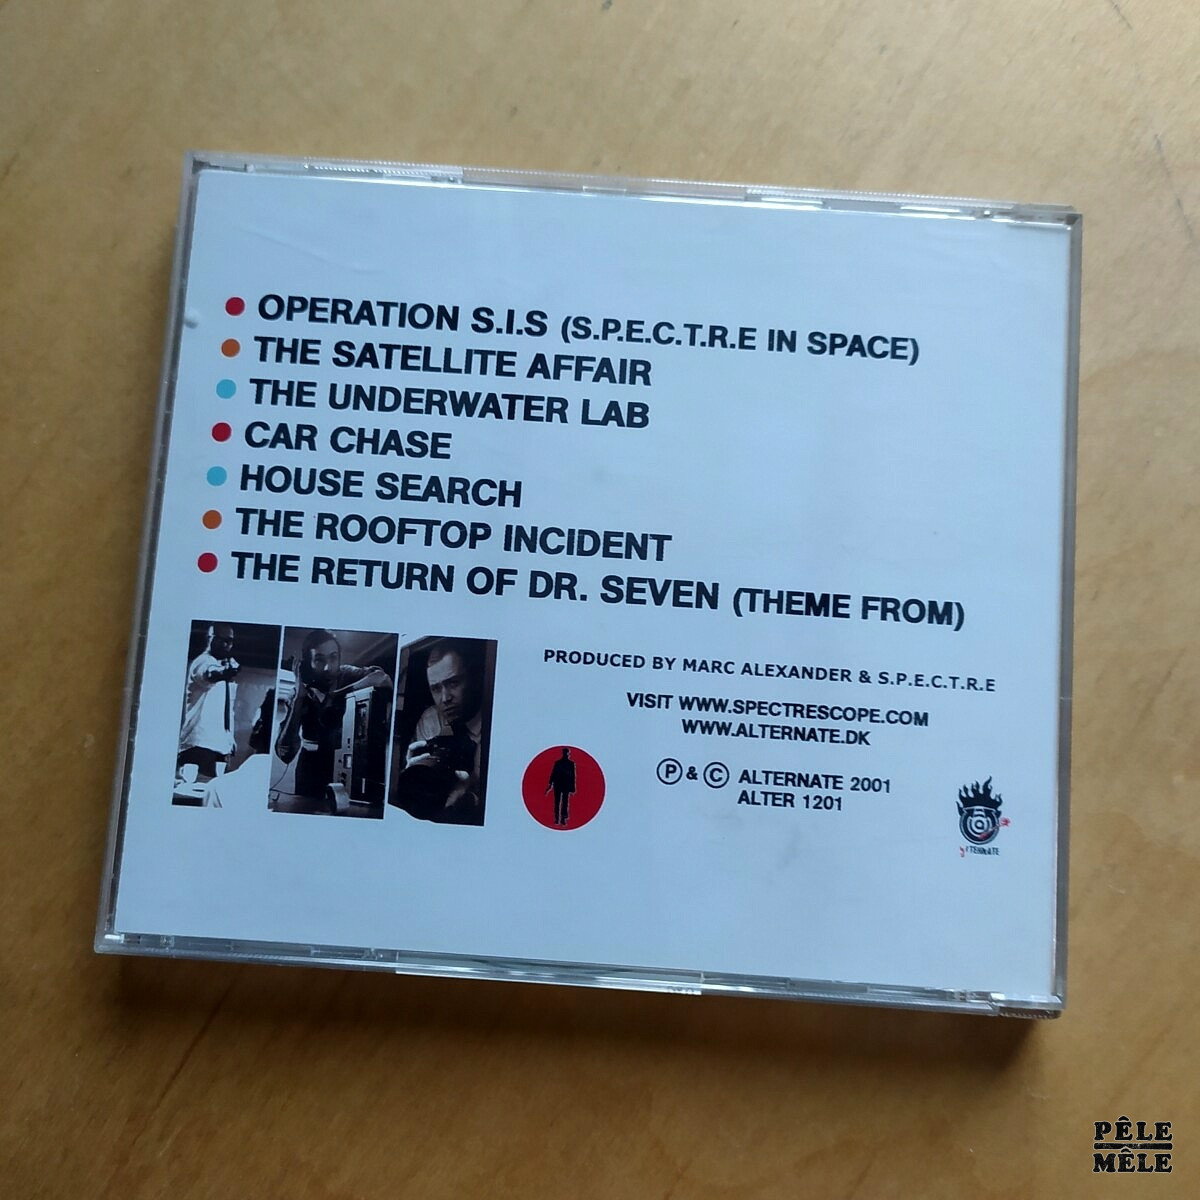 OPERATION S.I.S (S.P.E.C.T.R.E IN SPACE)
THE SATELLITE AFFAIR
THE UNDERWATER LAB
CAR CHASE
HOUSE SEARCH
THE ROOFTOP INCIDENT
THE RETURN OF DR. SEVEN (THEME FROM)
PRODUCED BY MARC ALEXANDER & S.P.E.C.T.R.E
VISIT WWW.SPECTRESCOPE.COM
WWW.ALTERNATE.DK
Ⓟ & Ⓒ ALTERNATE 2001
ALTER 1201
PÊLE
MÊLE